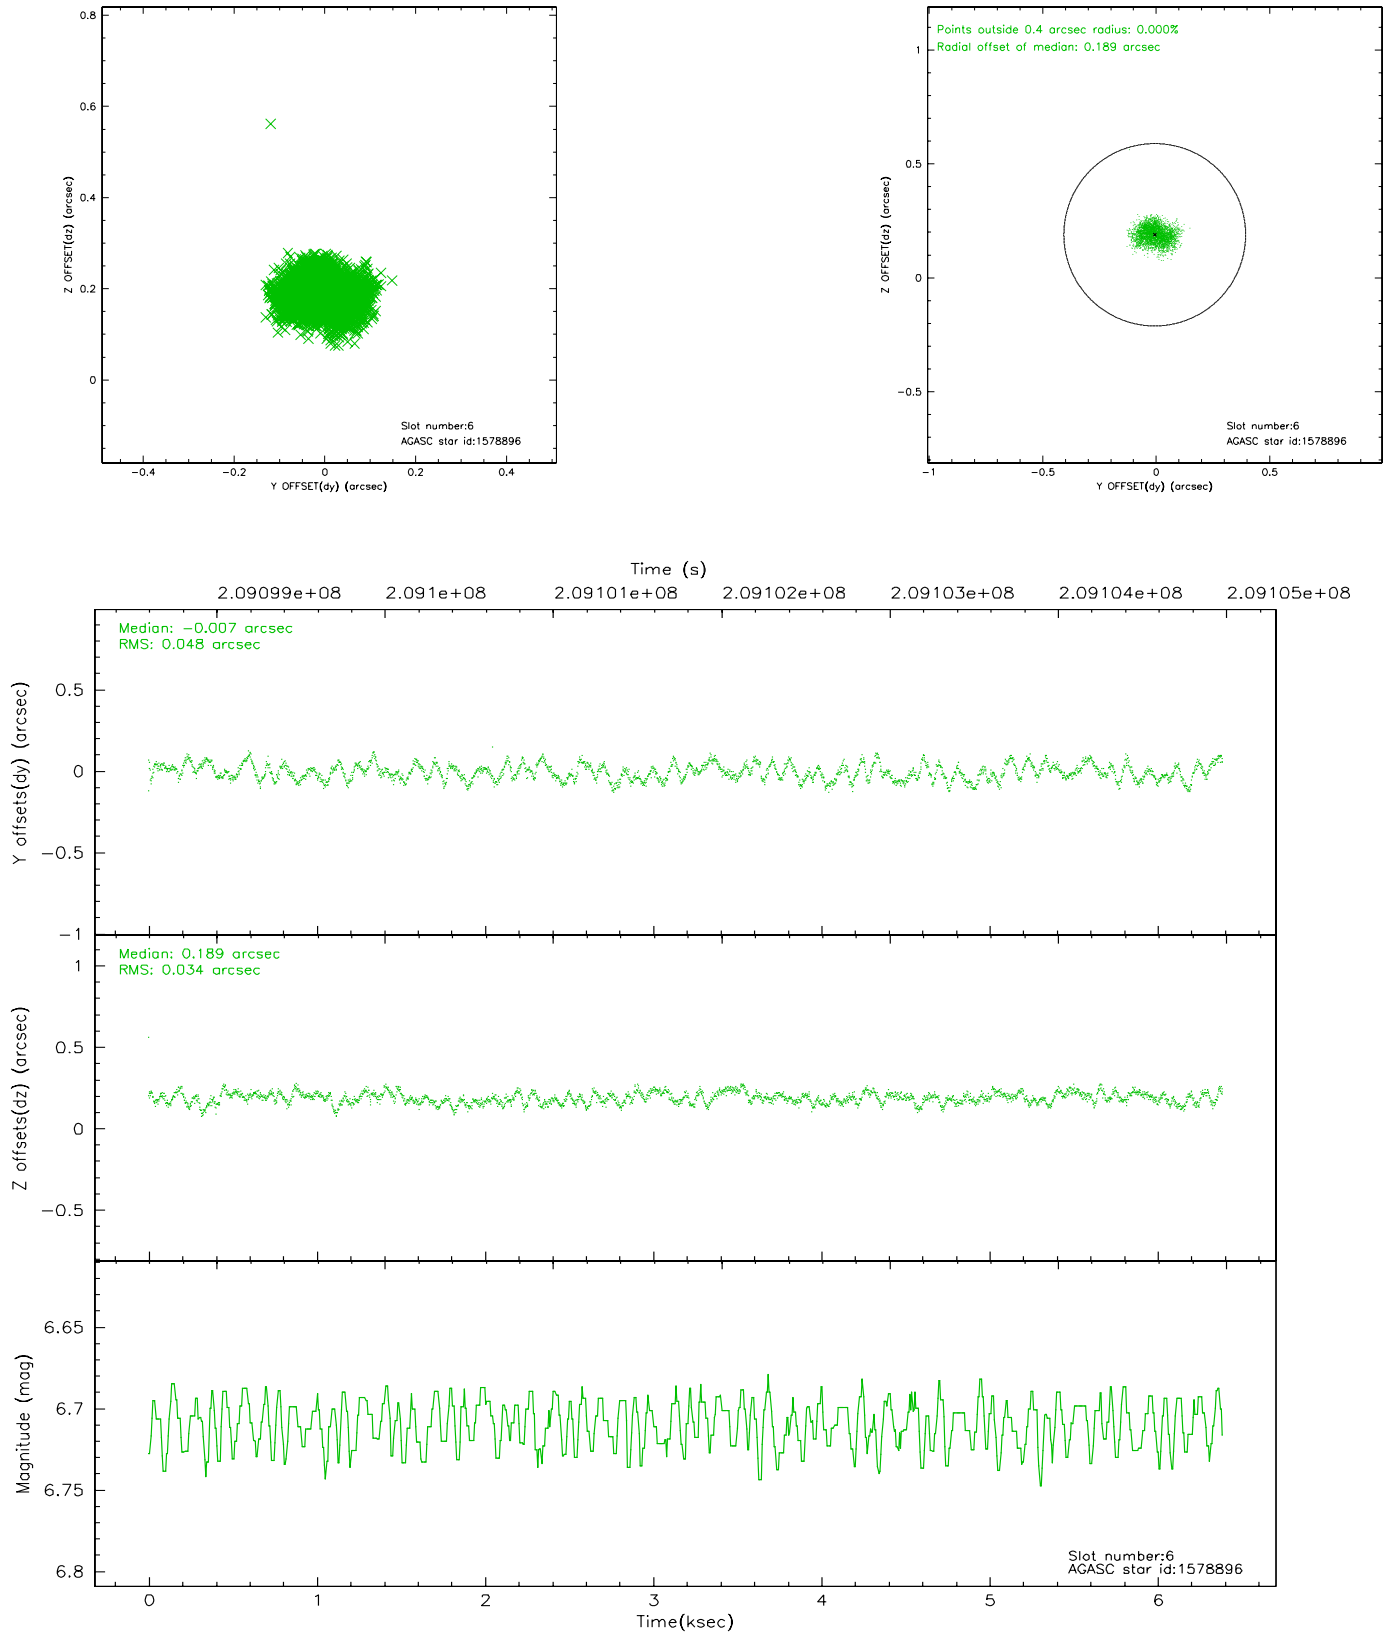 0.8
0.6
0.4
0.2
0
Z OFFSET(dz) (arcsec)
Slot number:6
AGASC star id:1578896
−0.4 −0.2 0 0.2 0.4
Y OFFSET(dy) (arcsec)
Points outside 0.4 arcsec radius: 0.000%
Radial offset of median: 0.189 arcsec
1
0.5
0
−0.5
Z OFFSET(dz) (arcsec)
Slot number:6
AGASC star id:1578896
−1 −0.5 0 0.5
Y OFFSET(dy) (arcsec)
Time (s)
2.09099e+08 2.091e+08 2.09101e+08 2.09102e+08 2.09103e+08 2.09104e+08 2.09105e+08
Median: −0.007 arcsec
RMS: 0.048 arcsec
0.5
0
−0.5
−1
Y offsets(dy) (arcsec)
Median: 0.189 arcsec
RMS: 0.034 arcsec
1
0.5
0
−0.5
Z offsets(dz) (arcsec)
6.65
6.7
6.75
6.8
Magnitude (mag)
Slot number:6
AGASC star id:1578896
0 1 2 3 4 5 6
Time(ksec)